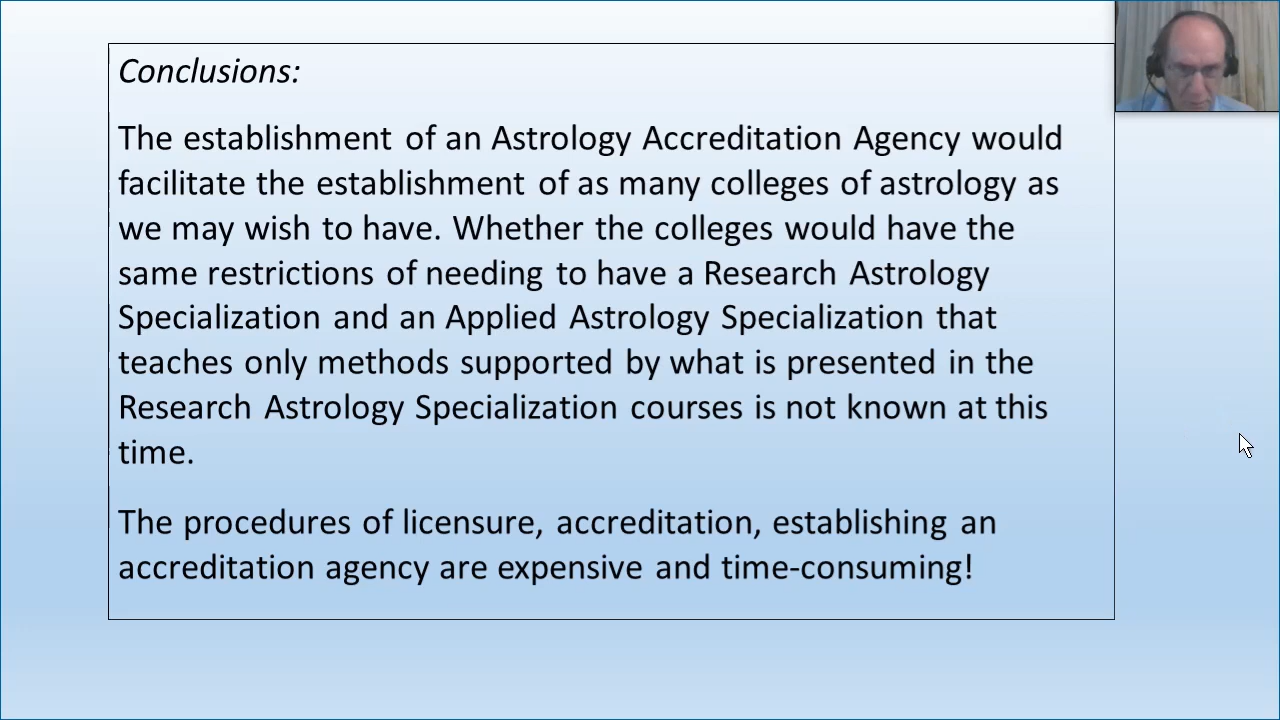 Conclusions:
The establishment of an Astrology Accreditation Agency would
facilitate the establishment of as many colleges of astrology as
we may wish to have. Whether the colleges would have the
same restrictions of needing to have a Research Astrology
Specialization and an Applied Astrology Specialization that
teaches only methods supported by what is presented in the
Research Astrology Specialization courses is not known at this
time.
The procedures of licensure, accreditation, establishing an
accreditation agency are expensive and time-consuming!